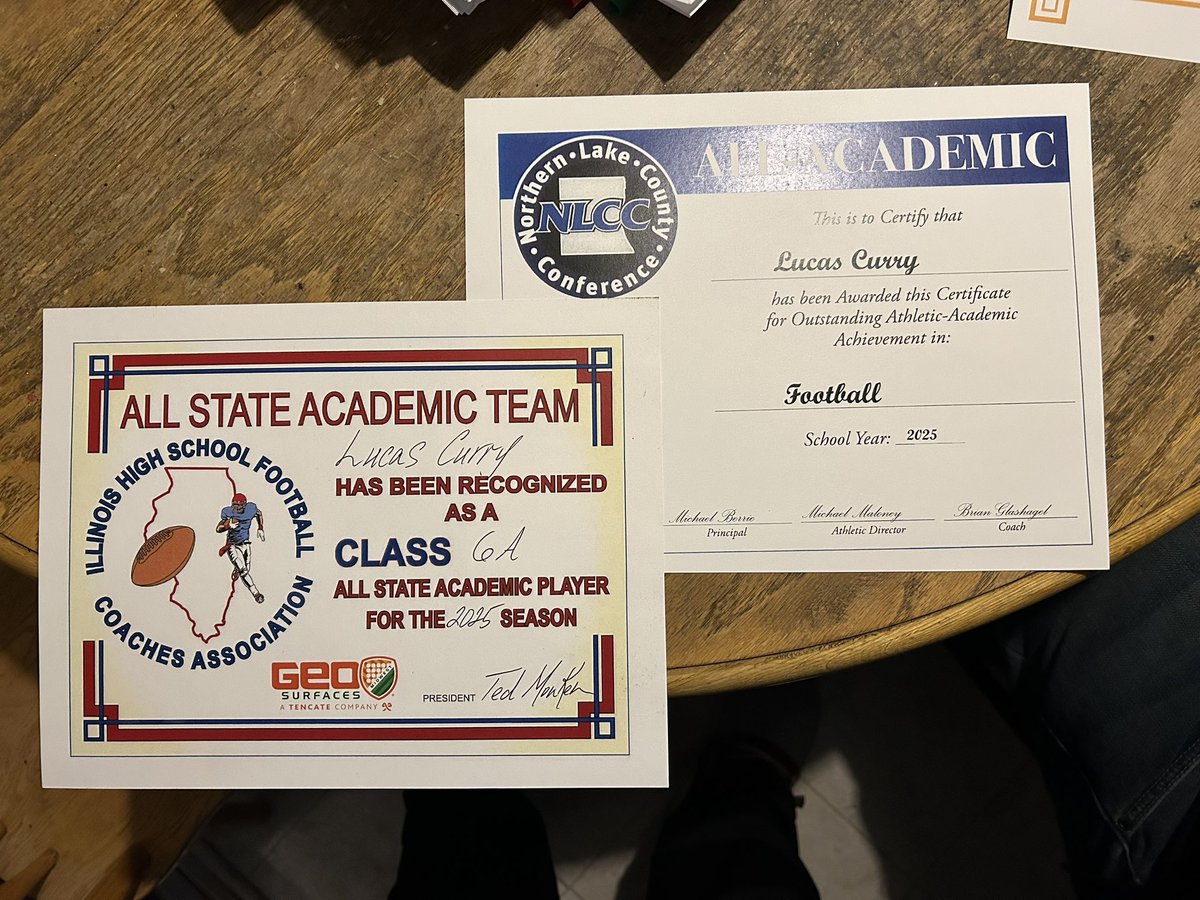 ALL ACADEMIC
Northern • Lake • County • Conference •
NLCC
This is to Certify that
Lucas Curry
has been Awarded this Certificate
for Outstanding Athletic-Academic
Achievement in:
Football
School Year: 2025
Michael Berrie
Principal
Michael Maloney
Athletic Director
Brian Glashagel
Coach
ALL STATE ACADEMIC TEAM
ILLINOIS HIGH SCHOOL FOOTBALL
COACHES ASSOCIATION
Lucas Curry
HAS BEEN RECOGNIZED
AS A
CLASS 6A
ALL STATE ACADEMIC PLAYER
FOR THE 2025 SEASON
GEO
SURFACES
A TENCATE COMPANY
PRESIDENT Ted